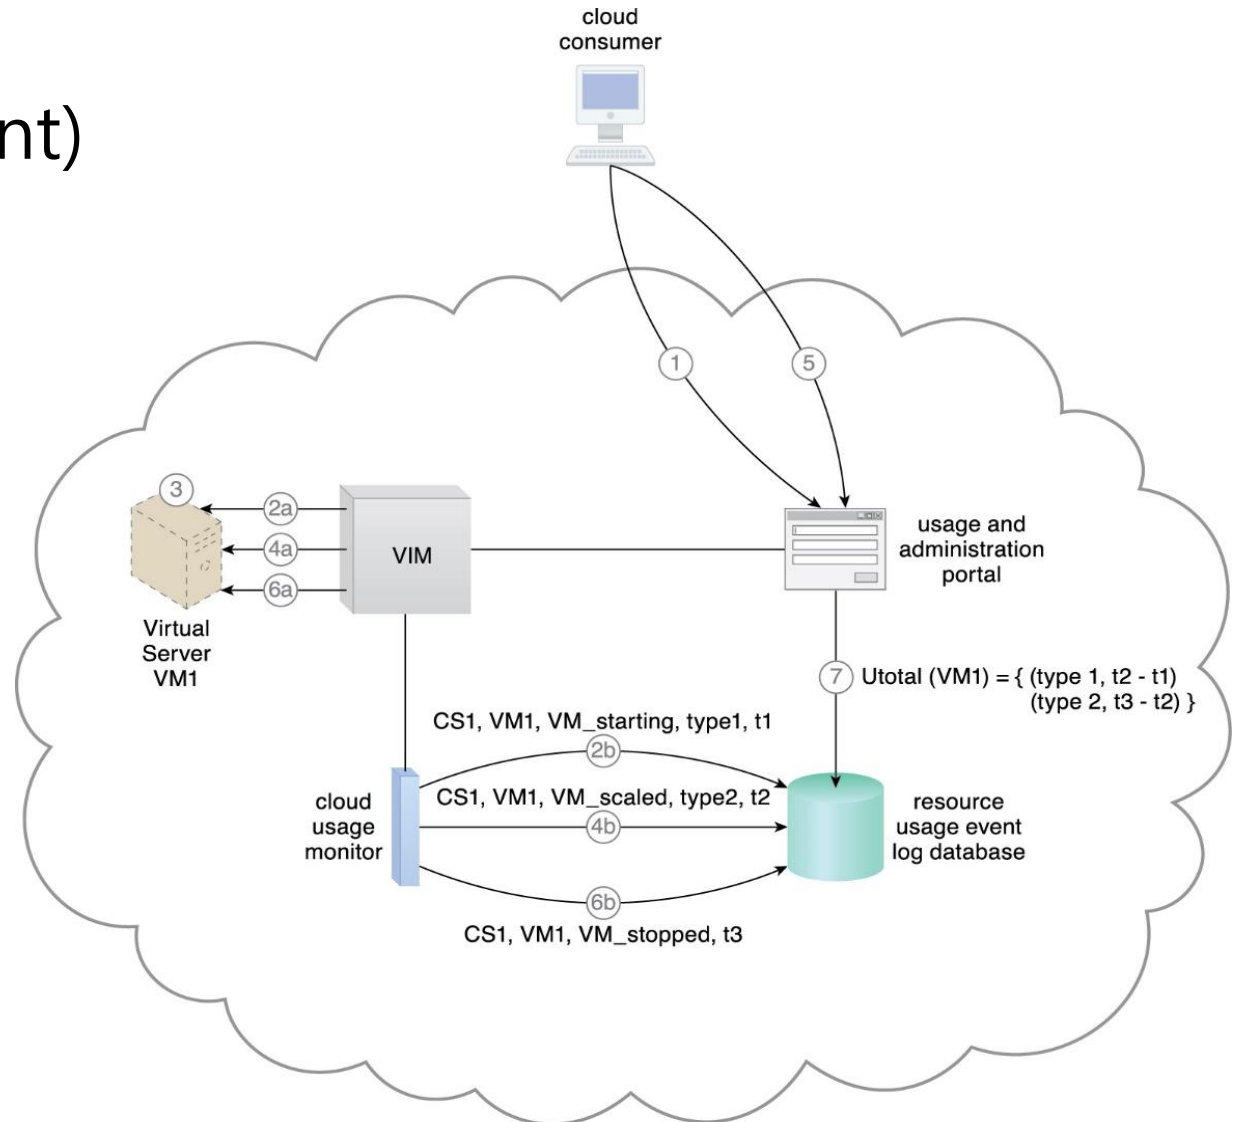 cloud
consumer
nt)
1
5
3
2a
4a
6a
VIM
usage and
administration
portal
Virtual
Server
VM1
7
Utotal (VM1) = { (type 1, t2 - t1)
(type 2, t3 - t2) }
CS1, VM1, VM_starting, type1, t1
2b
CS1, VM1, VM_scaled, type2, t2
4b
cloud
usage
monitor
resource
usage event
log database
6b
CS1, VM1, VM_stopped, t3